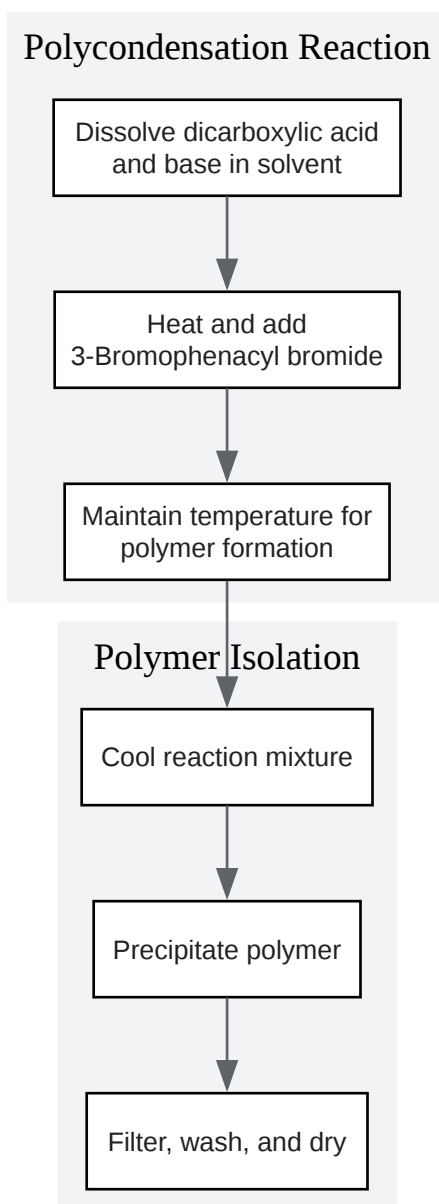 Polycondensation Reaction
Dissolve dicarboxylic acid
and base in solvent
Heat and add
3-Bromophenacyl bromide
Maintain temperature for
polymer formation
Polymer Isolation
Cool reaction mixture
Precipitate polymer
Filter, wash, and dry